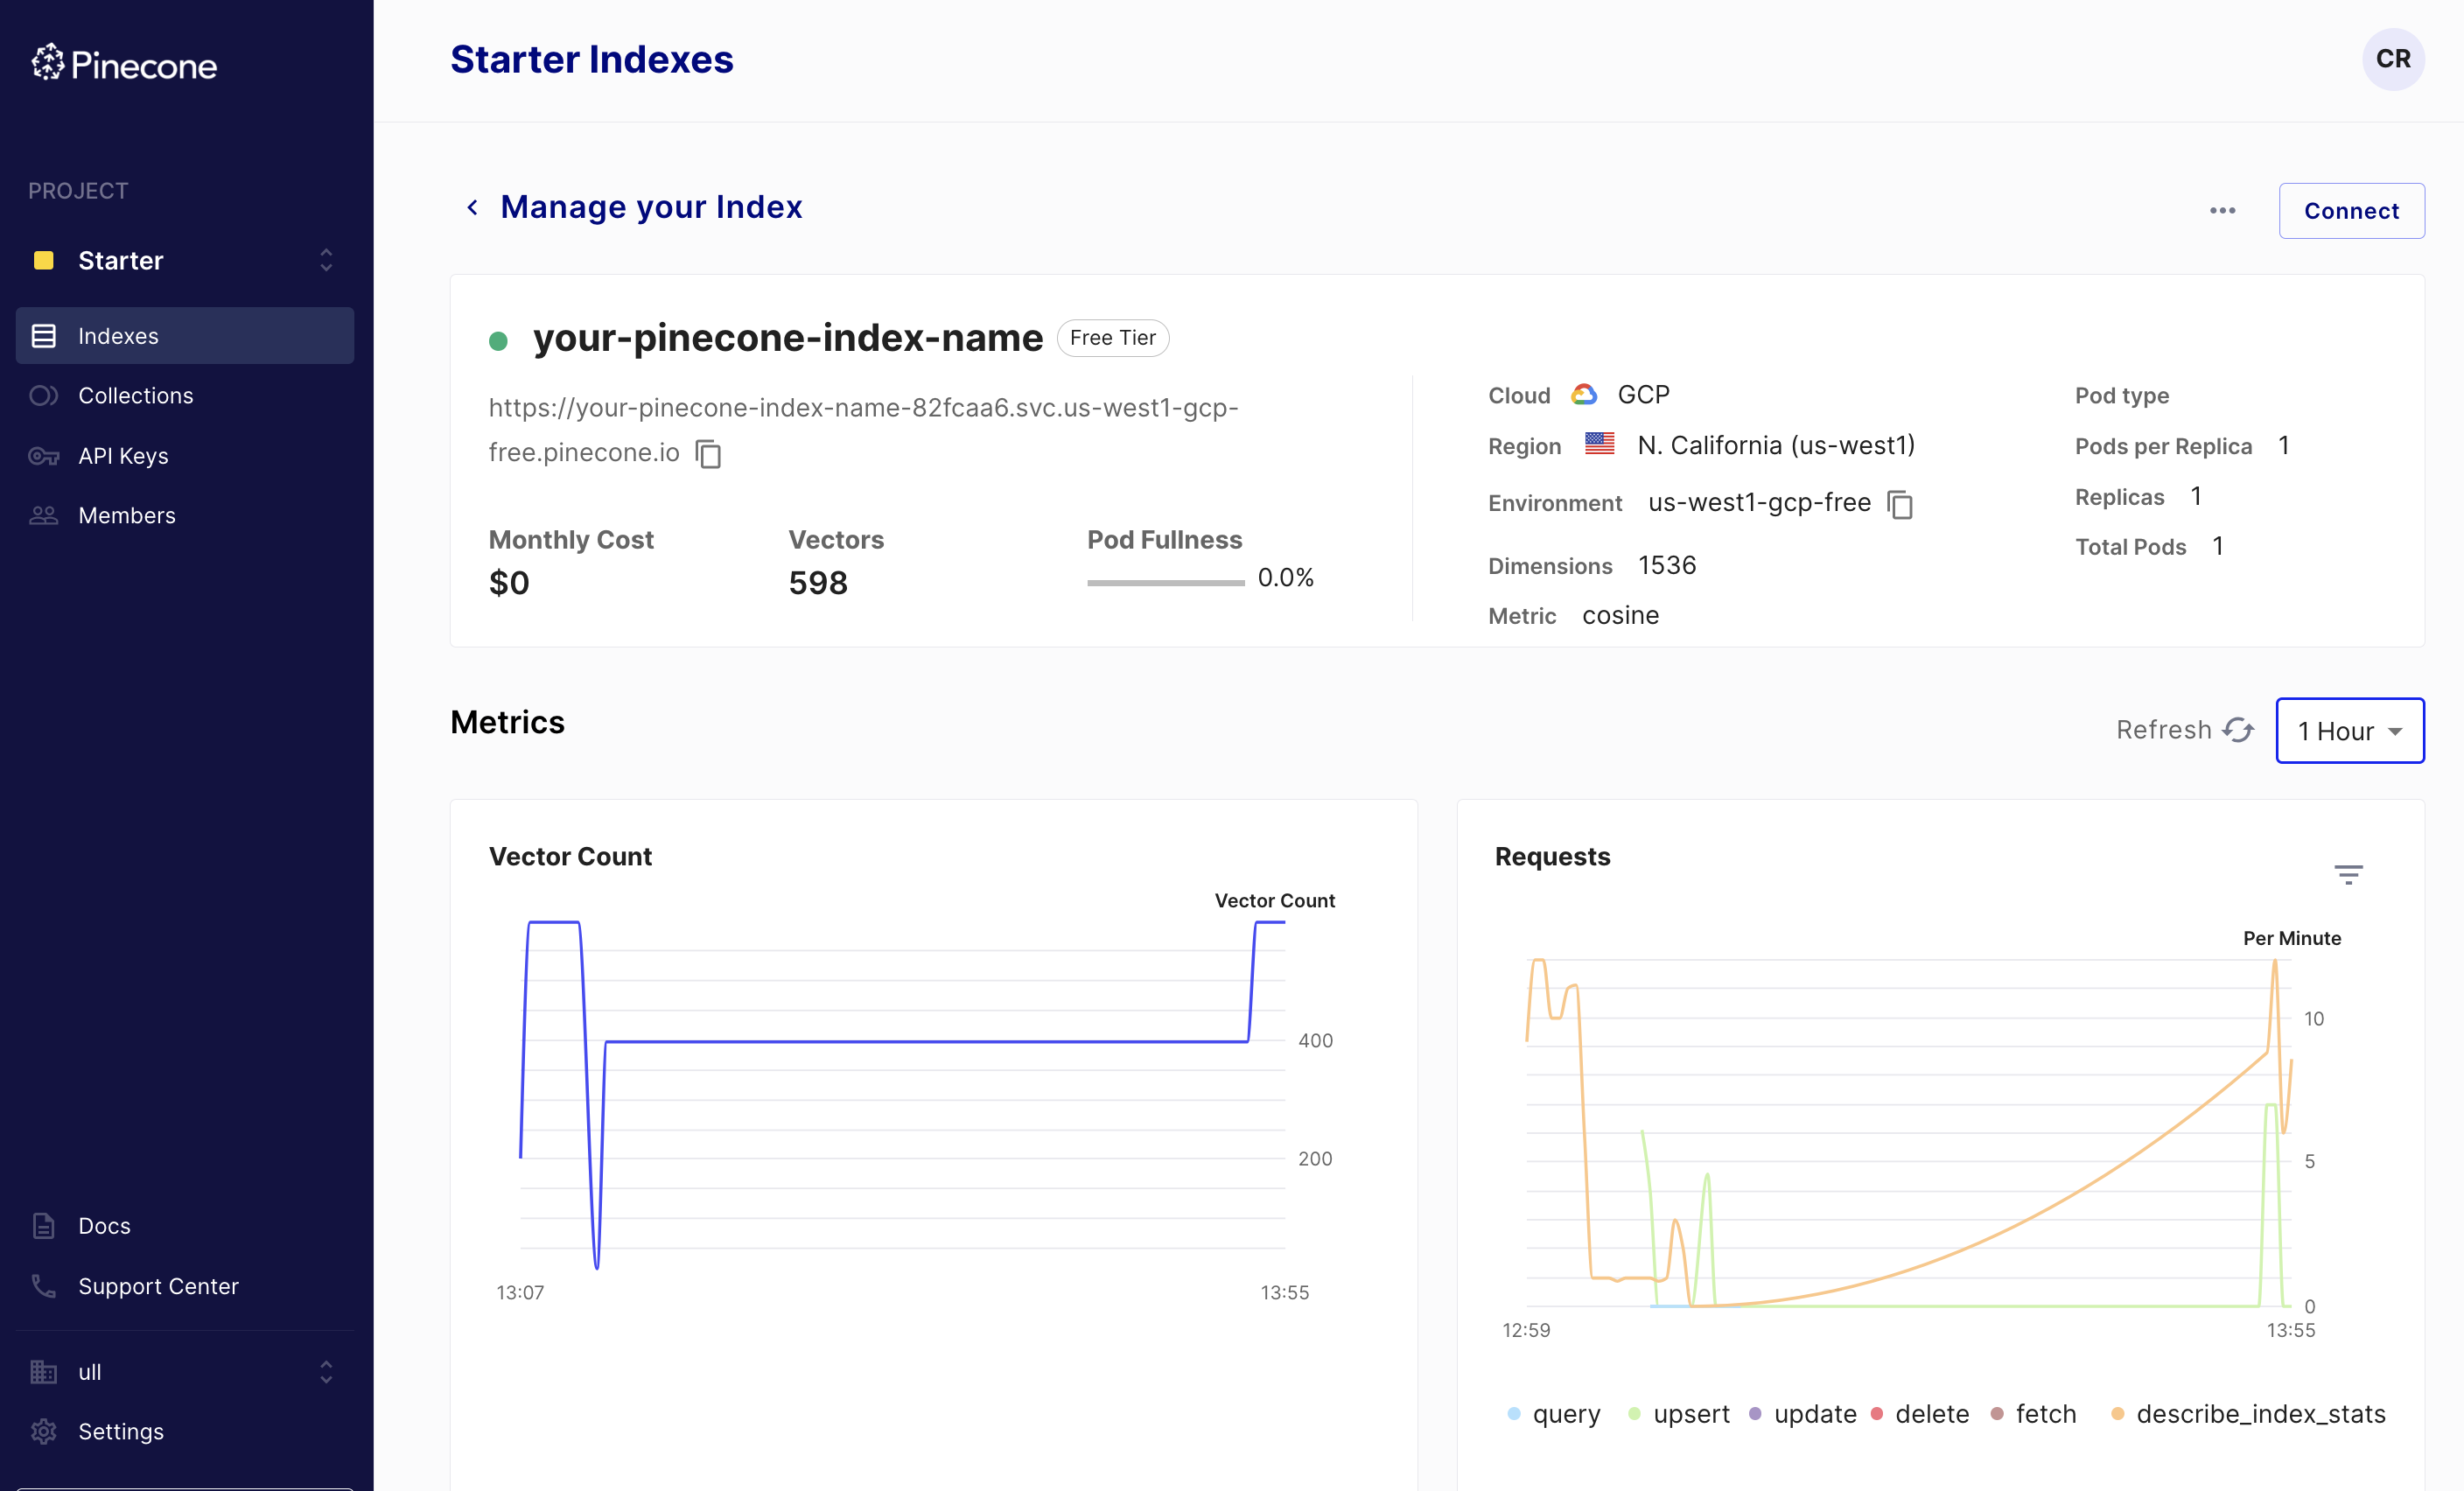 Pinecone
PROJECT
Starter
Indexes
Collections
API Keys
Members
Docs
Support Center
ull
Settings
Starter Indexes
CR
Manage your Index
Connect
your-pinecone-index-name
Free Tier
https://your-pinecone-index-name-82fcaa6.svc.us-west1-gcp-
free.pinecone.io
Monthly Cost
$0
Vectors
598
Pod Fullness
0.0%
Cloud GCP
Region N. California (us-west1)
Environment us-west1-gcp-free
Dimensions 1536
Metric cosine
Pod type
Pods per Replica 1
Replicas 1
Total Pods 1
Metrics
Refresh
1 Hour
Vector Count
Vector Count
400
200
13:07
13:55
Requests
Per Minute
10
5
0
12:59
13:55
query upsert update delete fetch describe_index_stats